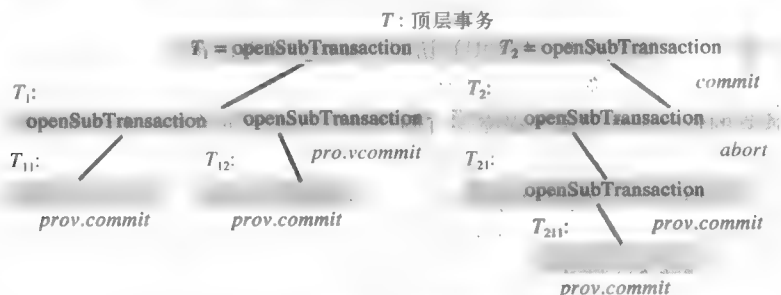 T : 顶层事务
T₁ = openSubTransaction T₂ = openSubTransaction
commit
T₁: T₂:
openSubTransaction openSubTransaction openSubTransaction
abort
T₁₁: T₁₂: pro.vcommit T₂₁:
openSubTransaction
prov.commit prov.commit T₂₁₁: prov.commit
prov.commit